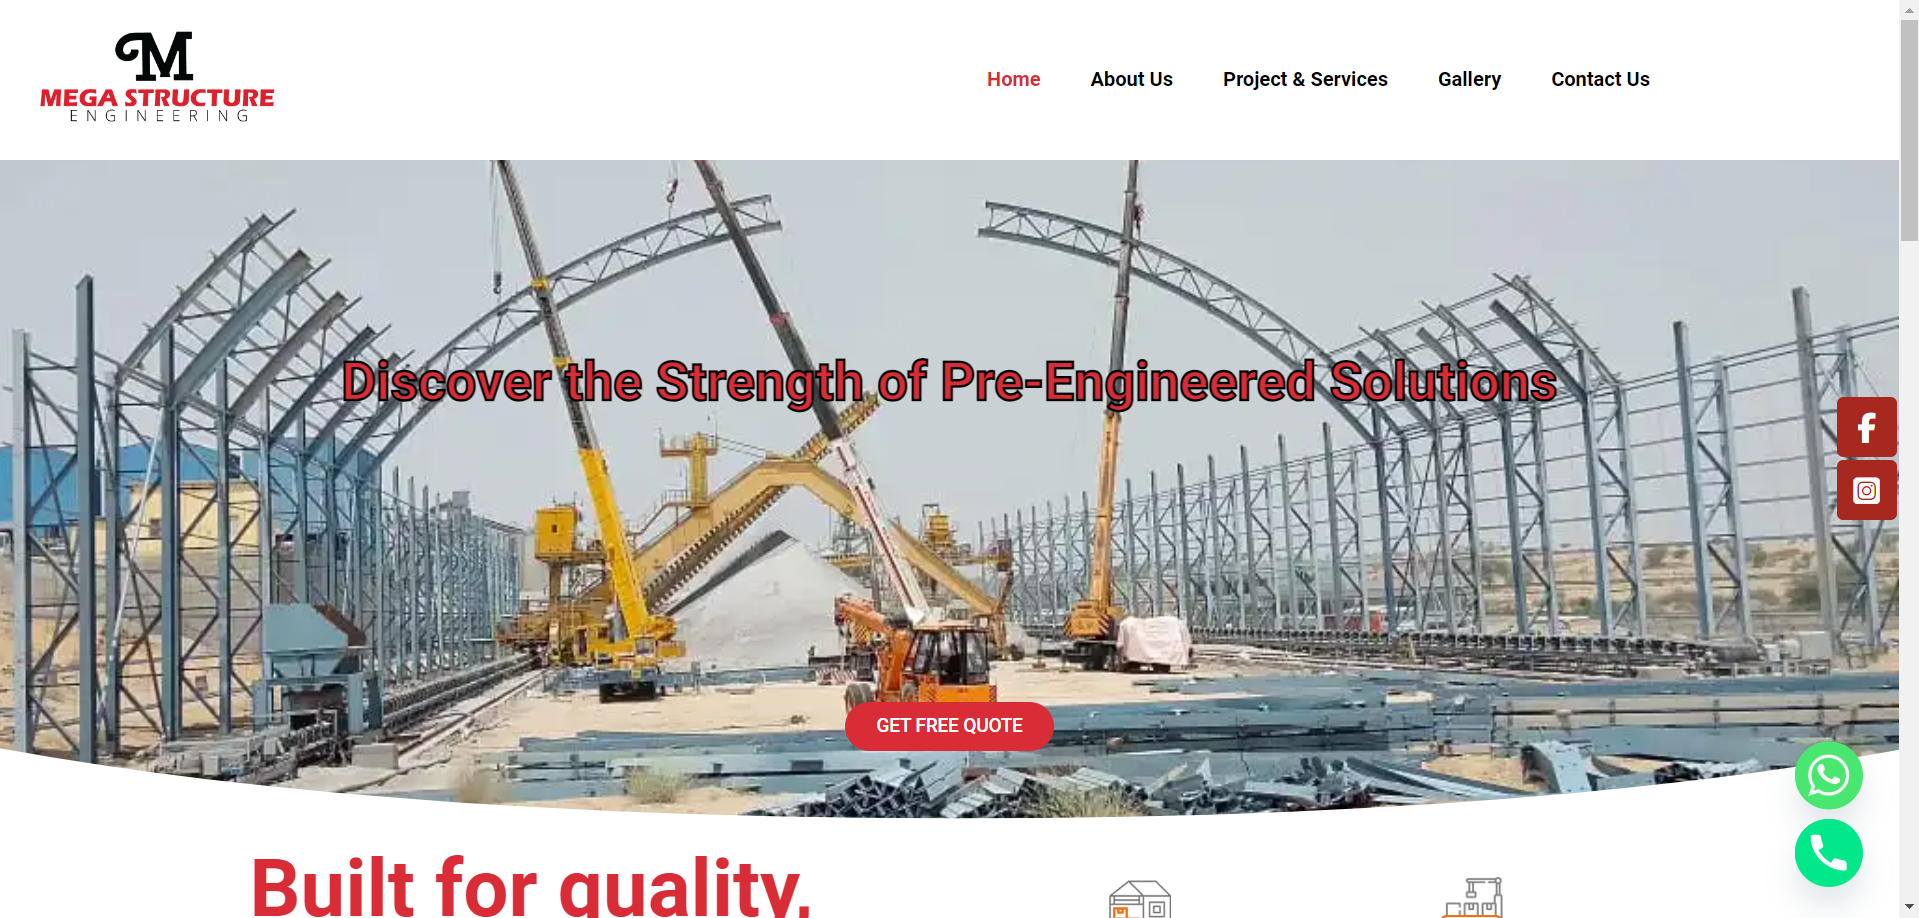 M
MEGA STRUCTURE
ENGINEERING
Home
About Us
Project & Services
Gallery
Contact Us
Discover the Strength of Pre-Engineered Solutions
GET FREE QUOTE
Built for quality,